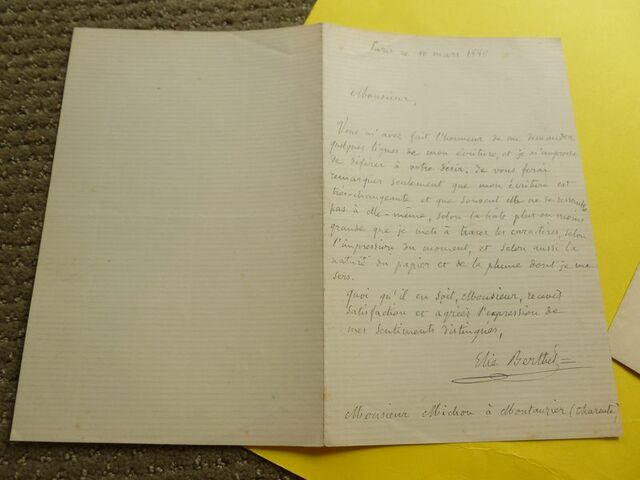 Paris ce 10 mars
Monsieur,
Vous m'avez fait l'honneur de me demander
quelques lignes de mon écriture, et je m'empresse
de déférer à votre désir. Je vous ferai
remarquer seulement que mon écriture est
très-changeante et que souvent elle ne se ressemble
pas à elle-même, selon la hâte plus ou moins
grande que je mets à tracer les caractères, selon
l'impression du moment, et selon aussi la
nature du papier et de la plume dont je me
sers.
Quoi qu'il en soit, Monsieur, recevez
satisfaction et agréez l'expression de
mes sentiments distingués,
Elie Berthet
Monsieur Michon à Montausier (Charente)